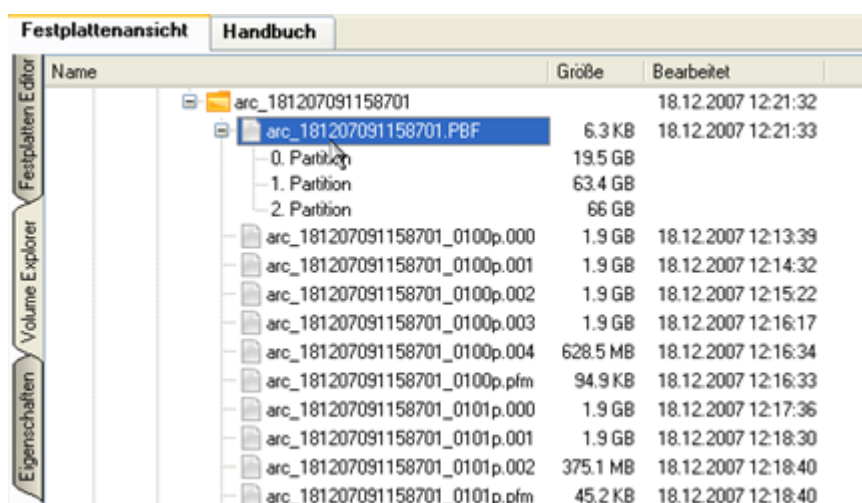 Festplattenansicht Handbuch
Name Größe Bearbeitet
arc_181207091158701 18.12.2007 12:21:32
arc_181207091158701.PBF 6.3 KB 18.12.2007 12:21:33
0. Partition 19.5 GB
1. Partition 63.4 GB
2. Partition 66 GB
arc_181207091158701_0100p.000 1.9 GB 18.12.2007 12:13:39
arc_181207091158701_0100p.001 1.9 GB 18.12.2007 12:14:32
arc_181207091158701_0100p.002 1.9 GB 18.12.2007 12:15:22
arc_181207091158701_0100p.003 1.9 GB 18.12.2007 12:16:17
arc_181207091158701_0100p.004 628.5 MB 18.12.2007 12:16:34
arc_181207091158701_0100p.pfm 94.9 KB 18.12.2007 12:16:33
arc_181207091158701_0101p.000 1.9 GB 18.12.2007 12:17:36
arc_181207091158701_0101p.001 1.9 GB 18.12.2007 12:18:30
arc_181207091158701_0101p.002 375.1 MB 18.12.2007 12:18:40
arc_181207091158701_0101p.pfm 45.2 KB 18.12.2007 12:18:40
Festplatten Editor
Volume Explorer
Eigenschaften